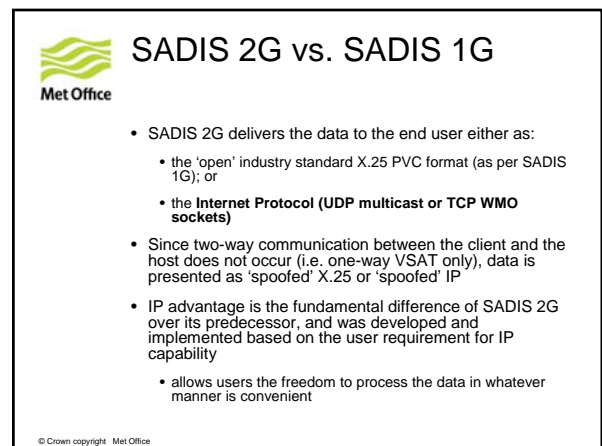 SADIS 2G vs. SADIS 1G
Met Office
• SADIS 2G delivers the data to the end user either as:
• the ‘open’ industry standard X.25 PVC format (as per SADIS
1G); or
• the Internet Protocol (UDP multicast or TCP WMO
sockets)
• Since two-way communication between the client and the
host does not occur (i.e. one-way VSAT only), data is
presented as ‘spoofed’ X.25 or ‘spoofed’ IP
• IP advantage is the fundamental difference of SADIS 2G
over its predecessor, and was developed and
implemented based on the user requirement for IP
capability
• allows users the freedom to process the data in whatever
manner is convenient
© Crown copyright Met Office